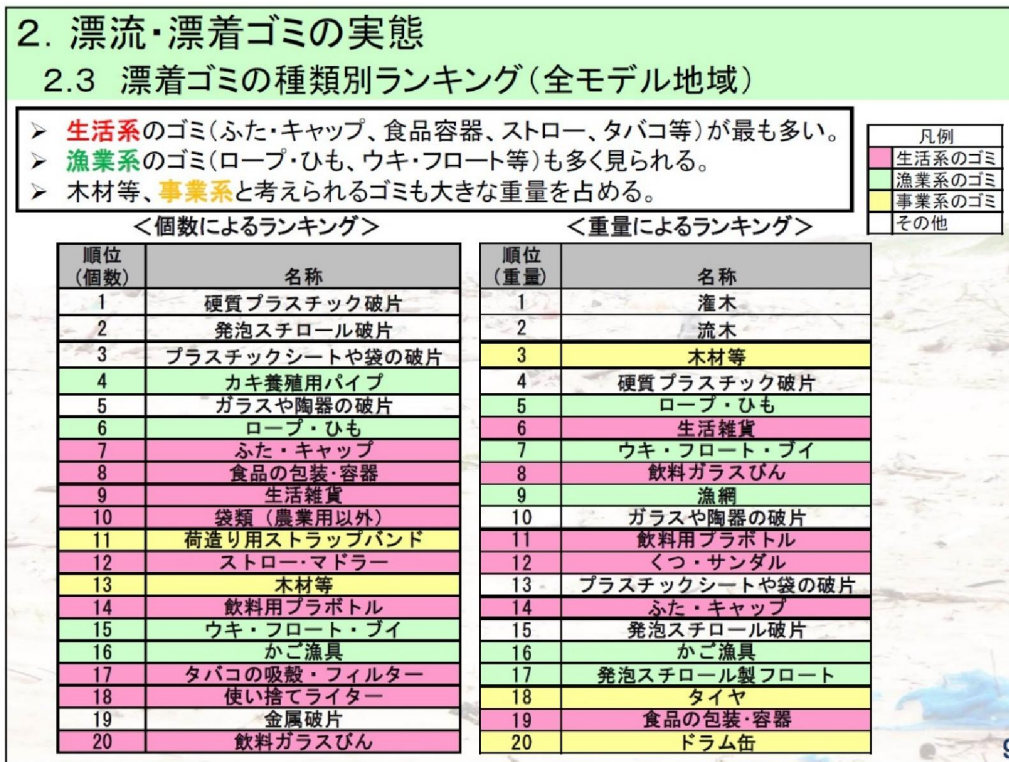 2. 漂流・漂着ゴミの実態
2.3 漂着ゴミの種類別ランキング(全モデル地域)
➢ 生活系のゴミ(ふた・キャップ、食品容器、ストロー、タバコ等)が最も多い。
➢ 漁業系のゴミ(ロープ・ひも、ウキ・フロート等)も多く見られる。
➢ 木材等、事業系と考えられるゴミも大きな重量を占める。
凡例
生活系のゴミ
漁業系のゴミ
事業系のゴミ
その他
<個数によるランキング>
順位(個数) 名称
1 硬質プラスチック破片
2 発泡スチロール破片
3 プラスチックシートや袋の破片
4 カキ養殖用パイプ
5 ガラスや陶器の破片
6 ロープ・ひも
7 ふた・キャップ
8 食品の包装・容器
9 生活雑貨
10 袋類(農業用以外)
11 荷造り用ストラップバンド
12 ストロー・マドラー
13 木材等
14 飲料用プラボトル
15 ウキ・フロート・ブイ
16 かご漁具
17 タバコの吸殻・フィルター
18 使い捨てライター
19 金属破片
20 飲料ガラスびん
<重量によるランキング>
順位(重量) 名称
1 潅木
2 流木
3 木材等
4 硬質プラスチック破片
5 ロープ・ひも
6 生活雑貨
7 ウキ・フロート・ブイ
8 飲料ガラスびん
9 漁網
10 ガラスや陶器の破片
11 飲料用プラボトル
12 くつ・サンダル
13 プラスチックシートや袋の破片
14 ふた・キャップ
15 発泡スチロール破片
16 かご漁具
17 発泡スチロール製フロート
18 タイヤ
19 食品の包装・容器
20 ドラム缶
9